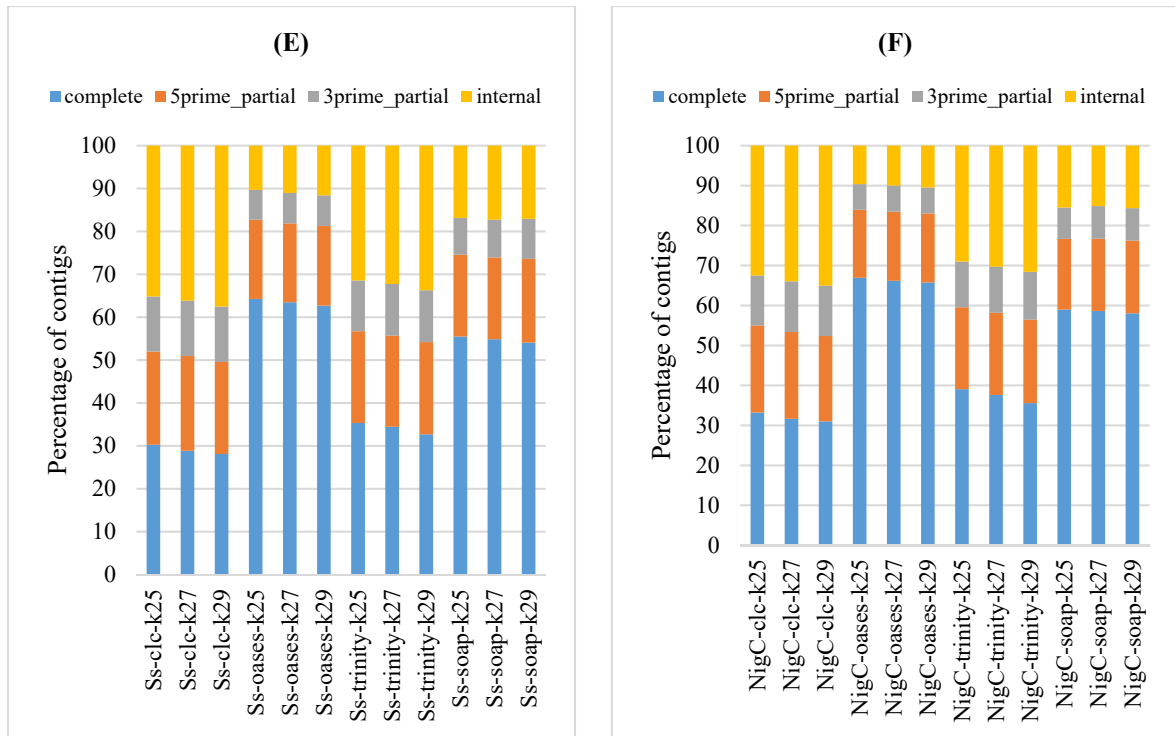 (E)
complete 5prime_partial 3prime_partial internal
100
90
80
70
60
50
40
30
20
10
0
Percentage of contigs
Ss-clc-k25
Ss-clc-k27
Ss-clc-k29
Ss-oases-k25
Ss-oases-k27
Ss-oases-k29
Ss-trinity-k25
Ss-trinity-k27
Ss-trinity-k29
Ss-soap-k25
Ss-soap-k27
Ss-soap-k29
(F)
complete 5prime_partial 3prime_partial internal
100
90
80
70
60
50
40
30
20
10
0
Percentage of contigs
NigC-clc-k25
NigC-clc-k27
NigC-clc-k29
NigC-oases-k25
NigC-oases-k27
NigC-oases-k29
NigC-trinity-k25
NigC-trinity-k27
NigC-trinity-k29
NigC-soap-k25
NigC-soap-k27
NigC-soap-k29